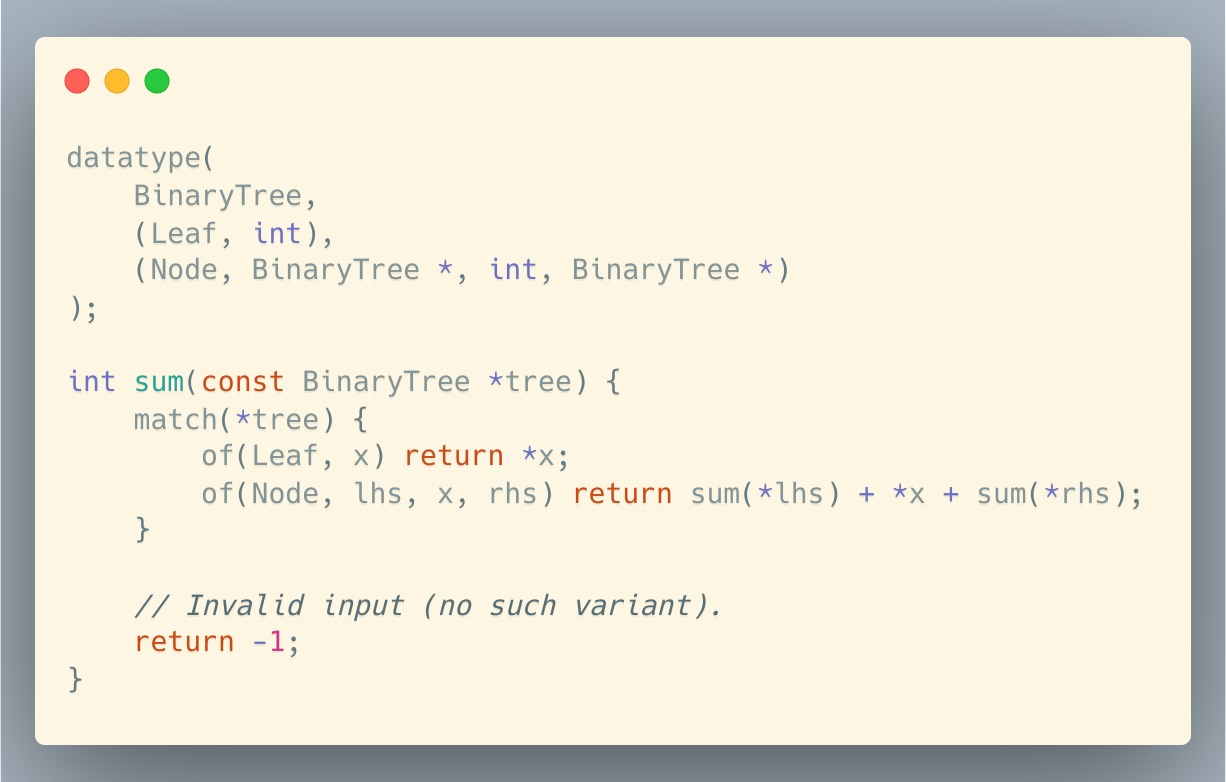 datatype(
    BinaryTree,
    (Leaf, int),
    (Node, BinaryTree *, int, BinaryTree *)
);

int sum(const BinaryTree *tree) {
    match(*tree) {
        of(Leaf, x) return *x;
        of(Node, lhs, x, rhs) return sum(*lhs) + *x + sum(*rhs);
    }

    // Invalid input (no such variant).
    return -1;
}